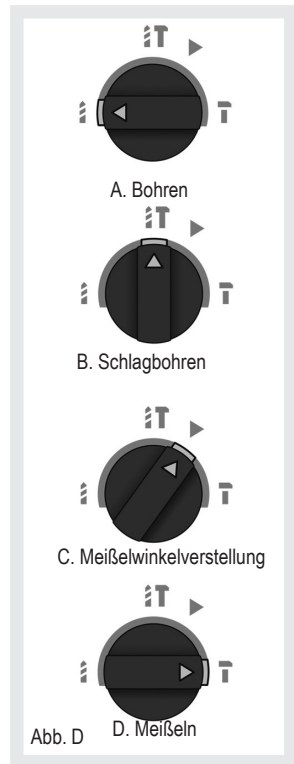 A. Bohren
B. Schlagbohren
C. Meißelwinkelverstellung
D. Meißeln
Abb. D